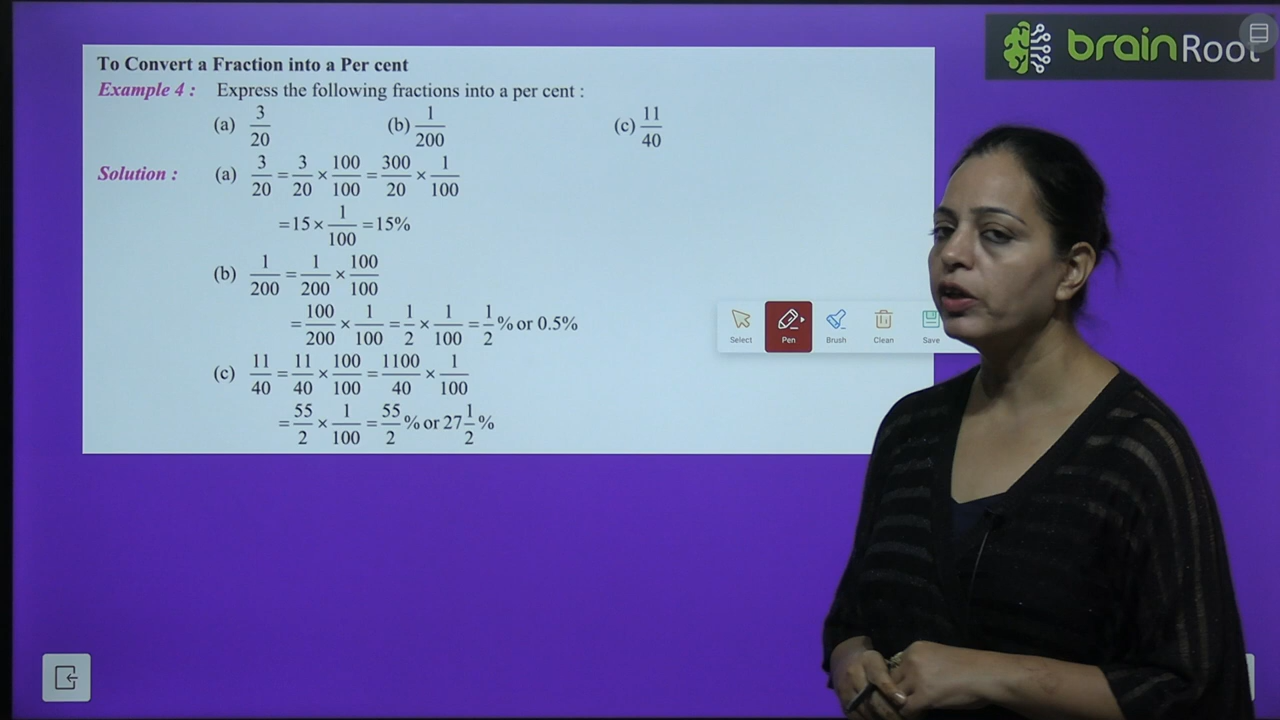 brainRoot
To Convert a Fraction into a Per cent
Example 4 : Express the following fractions into a per cent :
(a) 3/20 (b) 1/200 (c) 11/40
Solution : (a) 3/20 = 3/20 × 100/100 = 300/20 × 1/100
= 15 × 1/100 = 15%
(b) 1/200 = 1/200 × 100/100
= 100/200 × 1/100 = 1/2 × 1/100 = 1/2 % or 0.5%
(c) 11/40 = 11/40 × 100/100 = 1100/40 × 1/100
= 55/2 × 1/100 = 55/2 % or 27 1/2 %
Select Pen Brush Clean Save